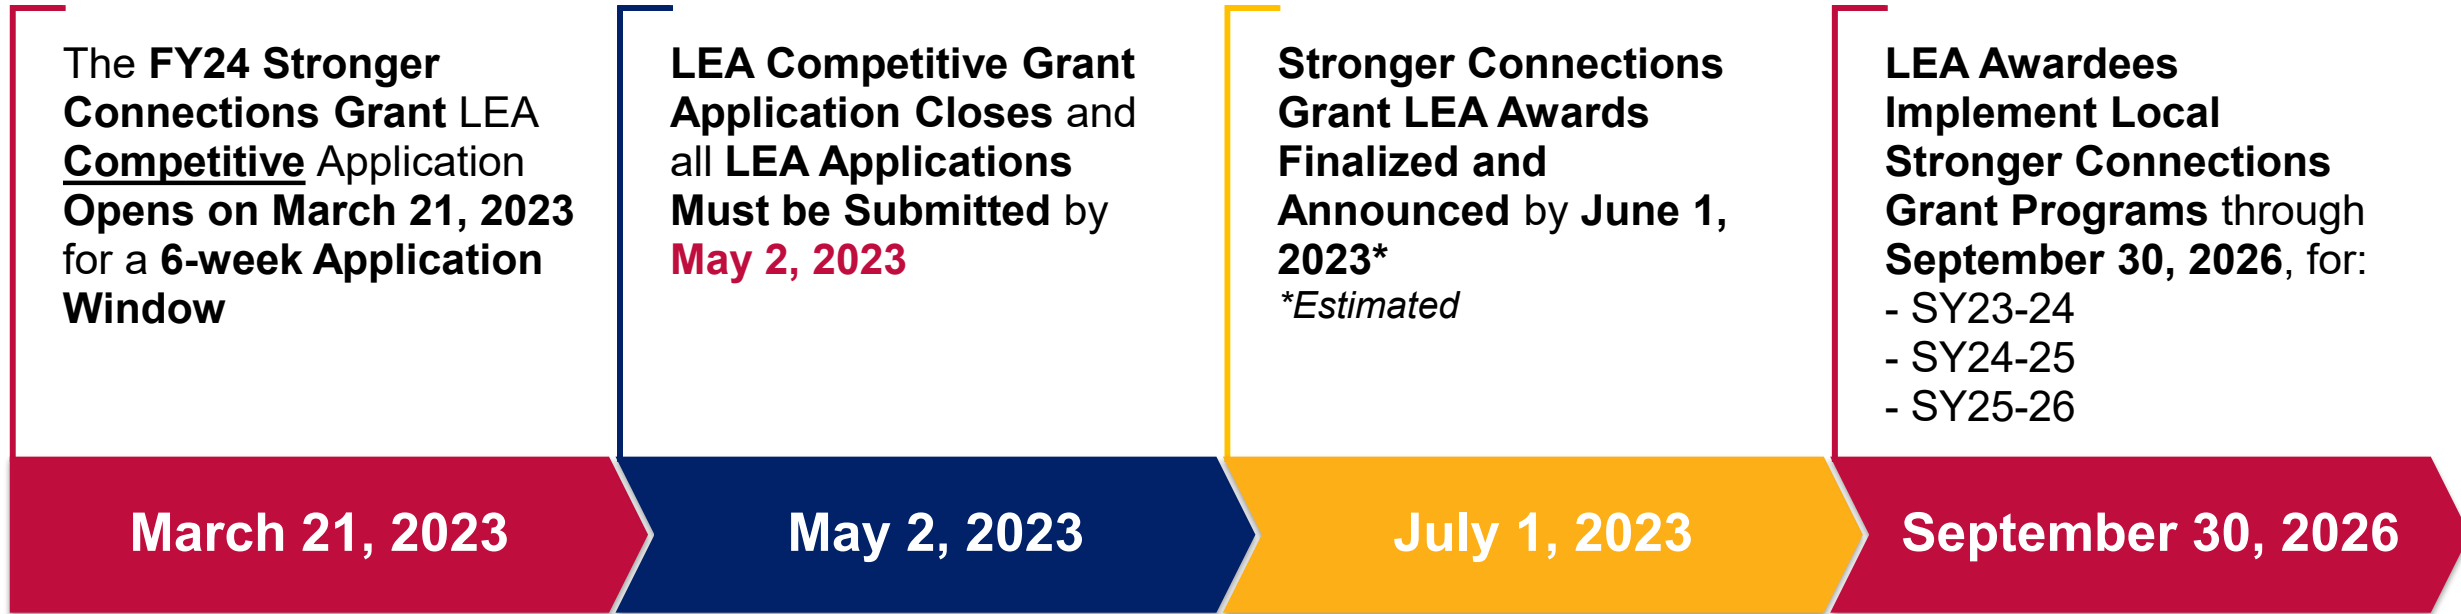 The FY24 Stronger
Connections Grant LEA
Competitive Application
Opens on March 21, 2023
for a 6-week Application
Window
LEA Competitive Grant
Application Closes and
all LEA Applications
Must be Submitted by
May 2, 2023
Stronger Connections
Grant LEA Awards
Finalized and
Announced by June 1,
2023*
*Estimated
LEA Awardees
Implement Local
Stronger Connections
Grant Programs through
September 30, 2026, for:
- SY23-24
- SY24-25
- SY25-26
March 21, 2023
May 2, 2023
July 1, 2023
September 30, 2026